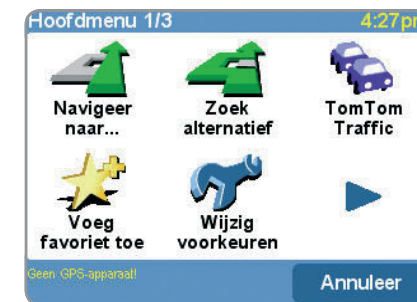 Hoofdmenu 1/3 4:27pm
Navigeer
naar...
Zoek
alternatief
TomTom
Traffic
Voeg
favoriet toe
Wijzig
voorkeuren
Geen GPS-apparaat!
Annuleer